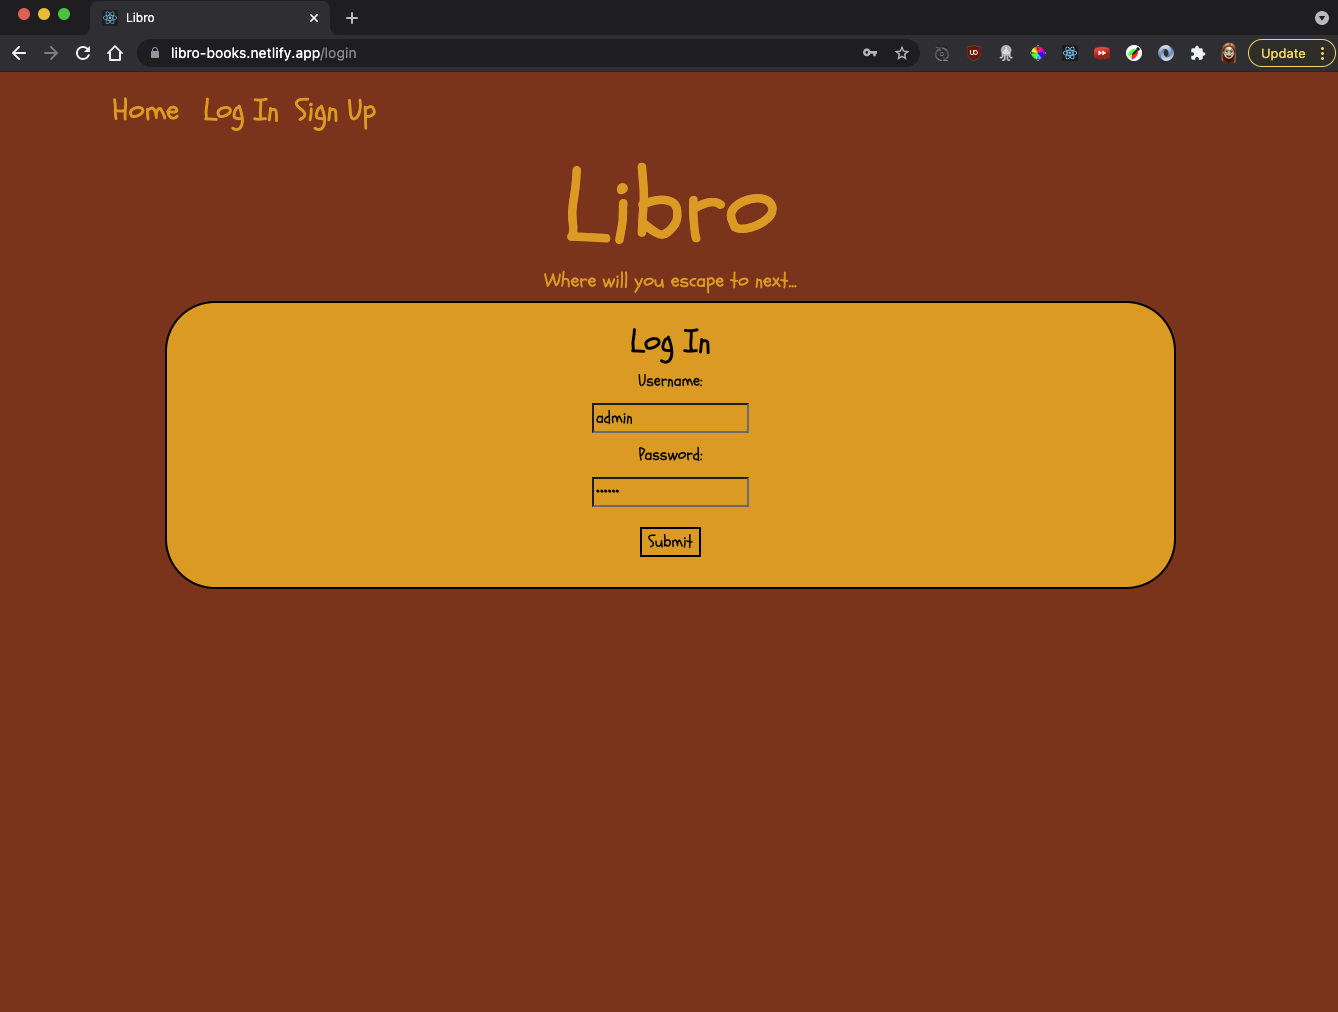 Libro
libro-books.netlify.app/login
Update
Home Log In Sign Up
Libro
Where will you escape to next...
Log In
Username:
admin
Password:
••••••
Submit